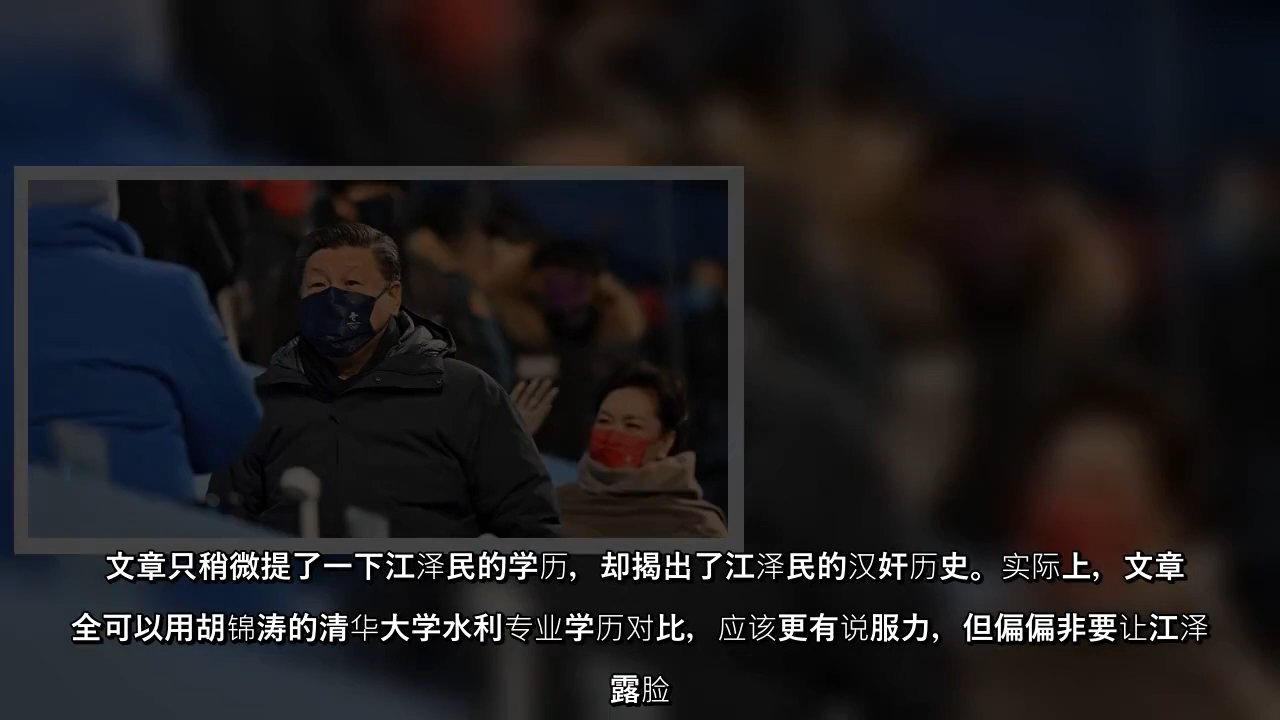 文章只稍微提了一下江泽民的学历，却揭出了江泽民的汉奸历史。实际上，文章
全可以用胡锦涛的清华大学水利专业学历对比，应该更有说服力，但偏偏非要让江泽
露脸